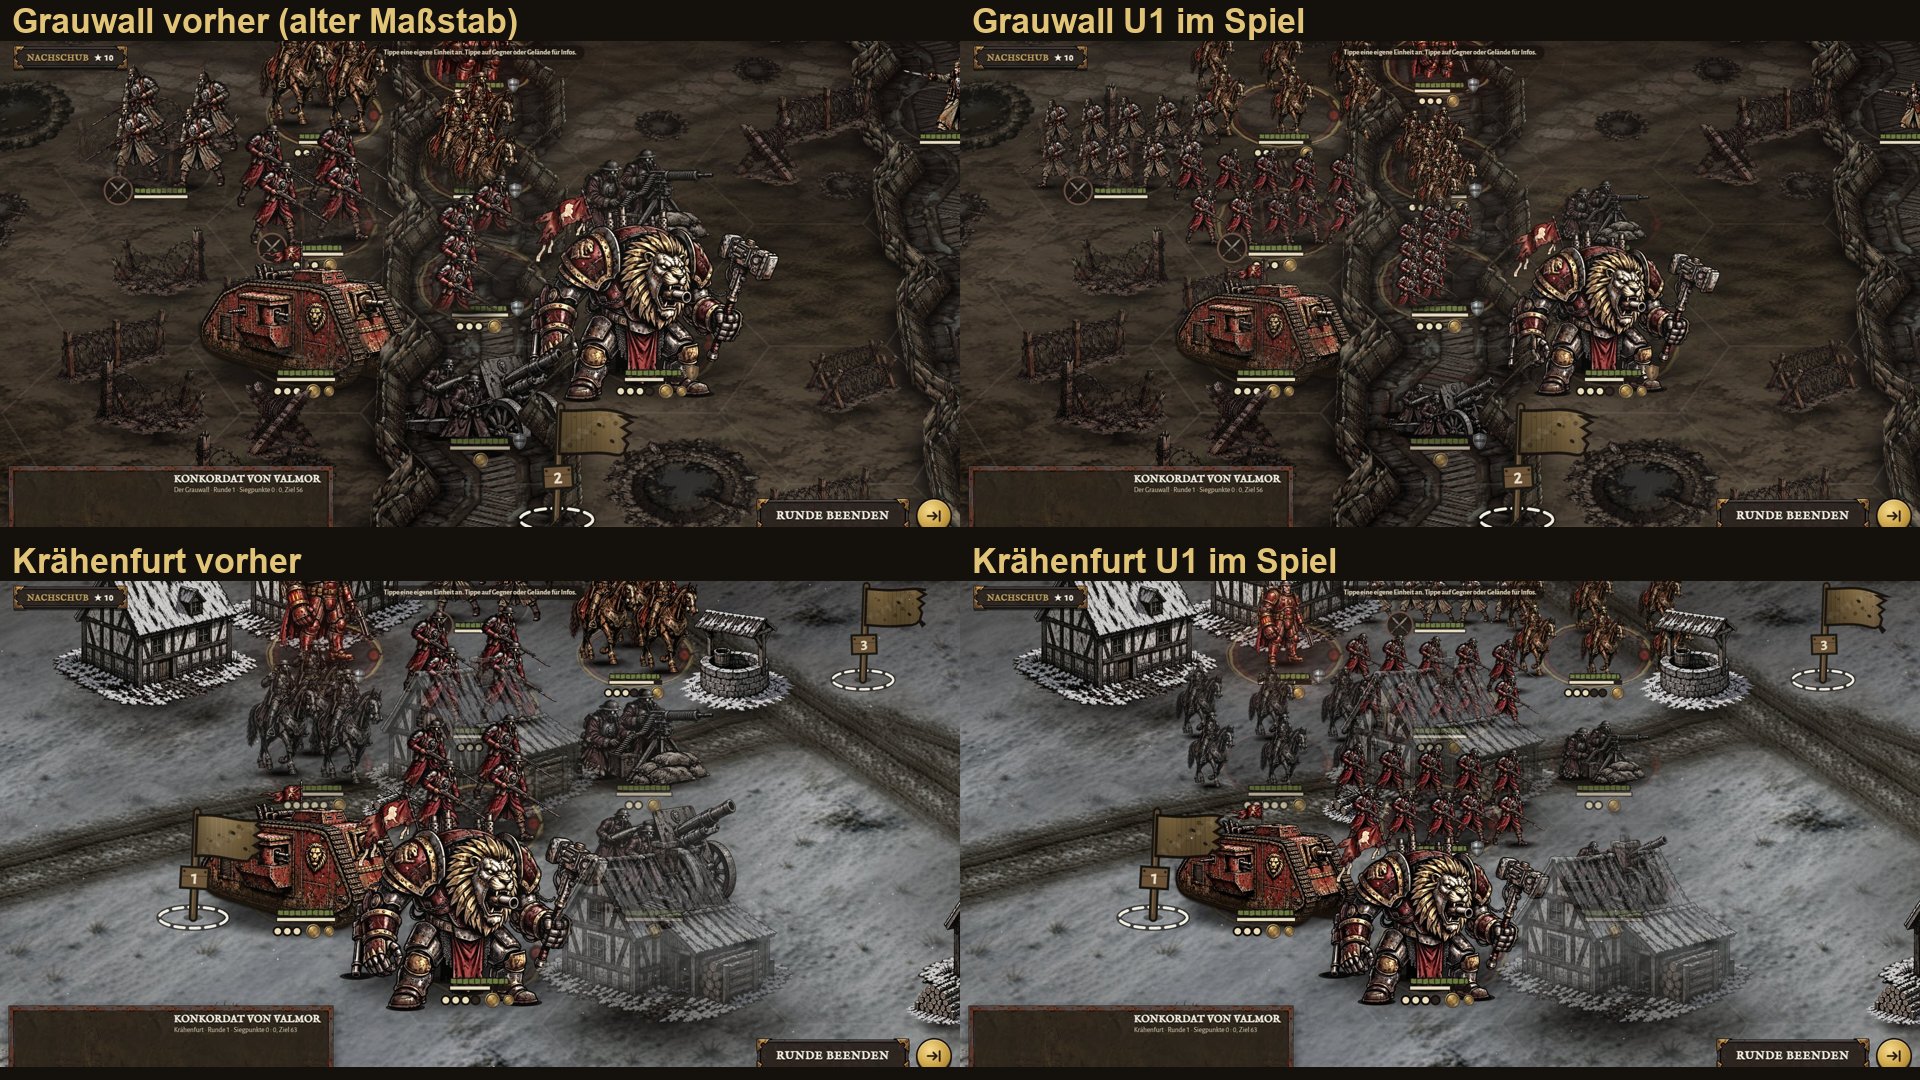 Grauwall vorher (alter Maßstab)
NACHSCHUB ★ 10
Tippe eine eigene Einheit an. Tippe auf Gegner oder Gelände für Infos.
2
KONKORDAT VON VALMOR
Der Grauwall · Runde 1 · Siegpunkte 0 : 0, Ziel 56
RUNDE BEENDEN
Grauwall U1 im Spiel
NACHSCHUB ★ 10
Tippe eine eigene Einheit an. Tippe auf Gegner oder Gelände für Infos.
2
KONKORDAT VON VALMOR
Der Grauwall · Runde 1 · Siegpunkte 0 : 0, Ziel 56
RUNDE BEENDEN
Krähenfurt vorher
NACHSCHUB ★ 10
Tippe eine eigene Einheit an. Tippe auf Gegner oder Gelände für Infos.
3
1
KONKORDAT VON VALMOR
Krähenfurt · Runde 1 · Siegpunkte 0 : 0, Ziel 63
RUNDE BEENDEN
Krähenfurt U1 im Spiel
NACHSCHUB ★ 10
Tippe eine eigene Einheit an. Tippe auf Gegner oder Gelände für Infos.
3
1
KONKORDAT VON VALMOR
Krähenfurt · Runde 1 · Siegpunkte 0 : 0, Ziel 63
RUNDE BEENDEN